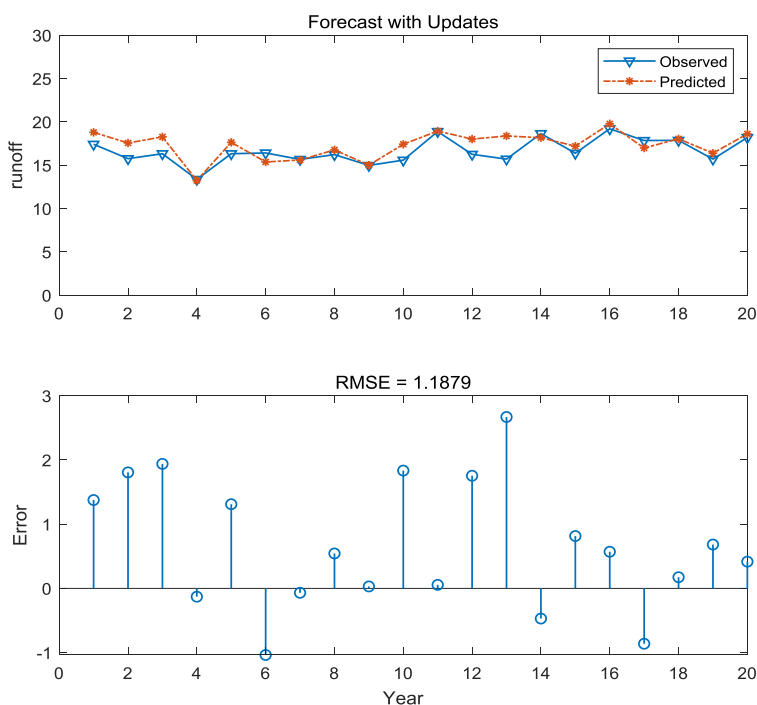 Forecast with Updates
30
25
20
15
10
5
0
runoff
Observed
Predicted
0 2 4 6 8 10 12 14 16 18 20
RMSE = 1.1879
3
2
1
0
-1
Error
0 2 4 6 8 10 12 14 16 18 20
Year